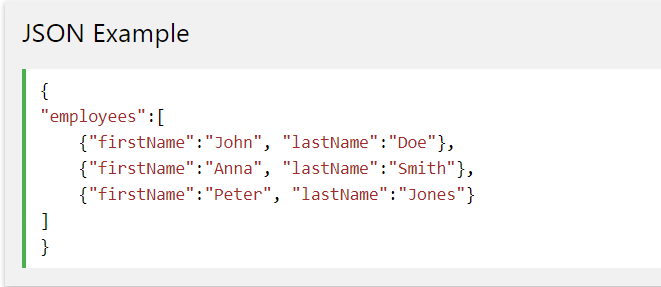 JSON Example
{
"employees":[
    {"firstName":"John", "lastName":"Doe"},
    {"firstName":"Anna", "lastName":"Smith"},
    {"firstName":"Peter", "lastName":"Jones"}
]
}